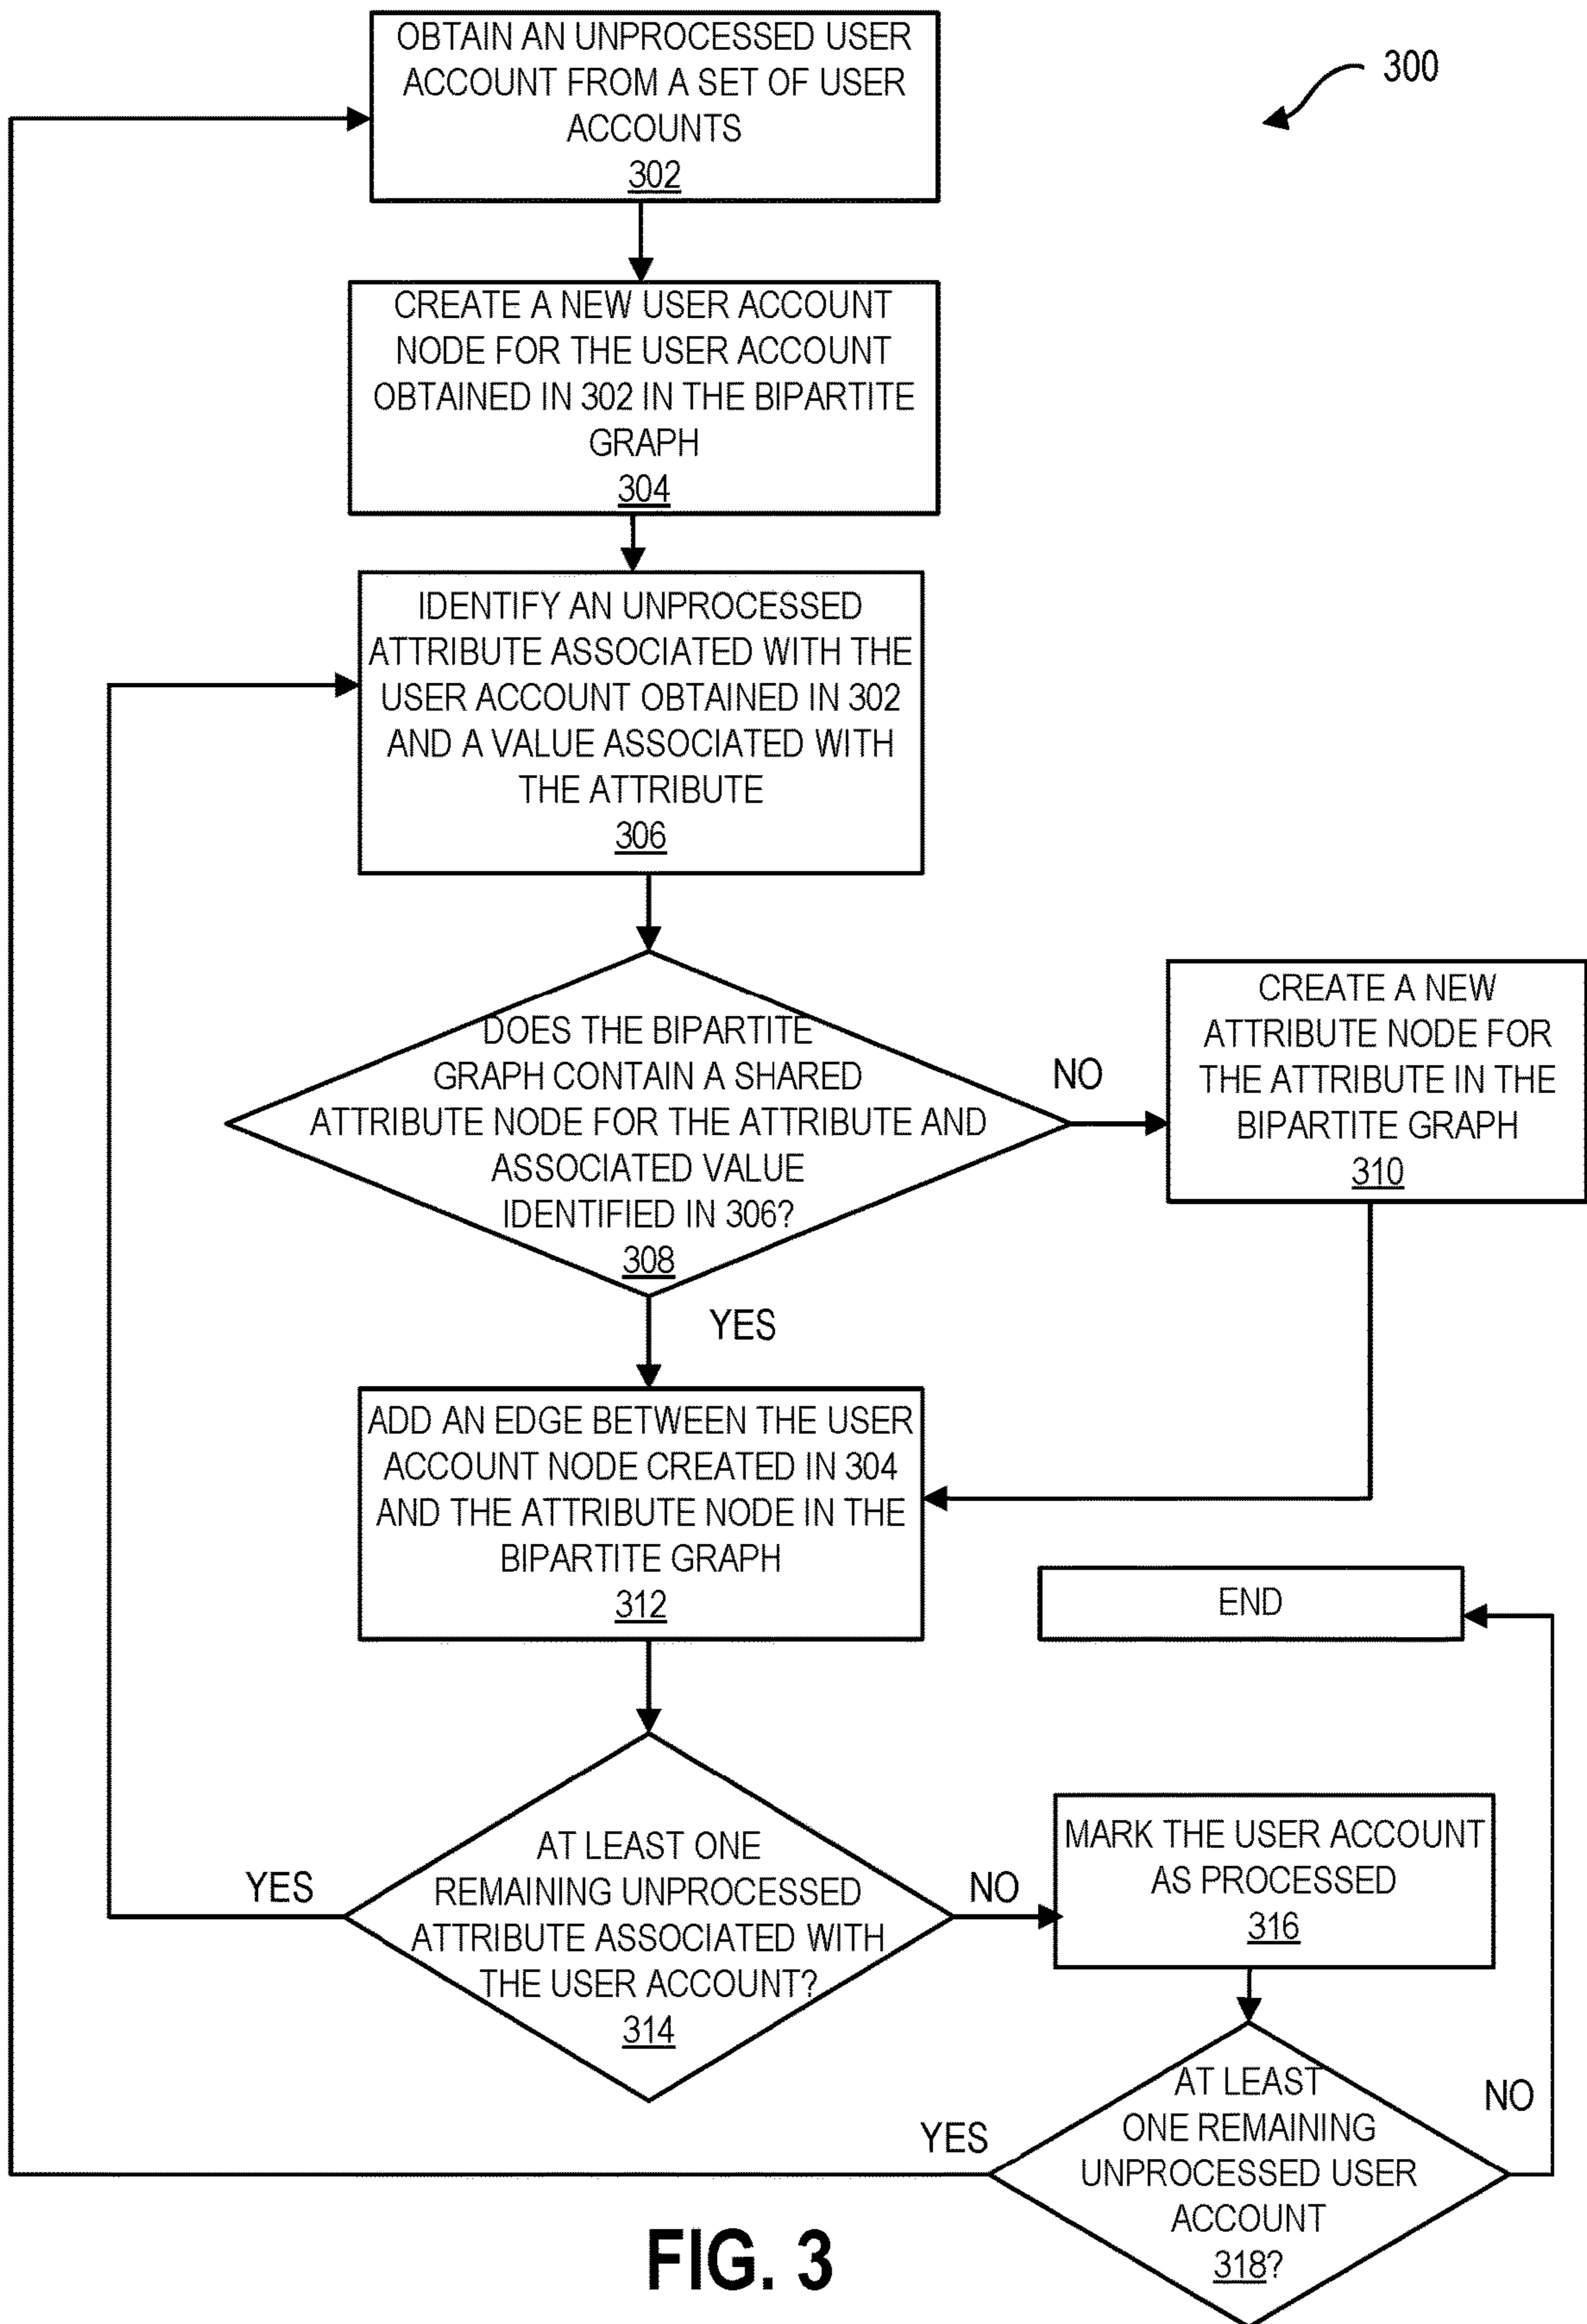 OBTAIN AN UNPROCESSED USER
ACCOUNT FROM A SET OF USER
ACCOUNTS
302
300
CREATE A NEW USER ACCOUNT
NODE FOR THE USER ACCOUNT
OBTAINED IN 302 IN THE BIPARTITE
GRAPH
304
IDENTIFY AN UNPROCESSED
ATTRIBUTE ASSOCIATED WITH THE
USER ACCOUNT OBTAINED IN 302
AND A VALUE ASSOCIATED WITH
THE ATTRIBUTE
306
DOES THE BIPARTITE
GRAPH CONTAIN A SHARED
ATTRIBUTE NODE FOR THE ATTRIBUTE AND
ASSOCIATED VALUE
IDENTIFIED IN 306?
308
NO
CREATE A NEW
ATTRIBUTE NODE FOR
THE ATTRIBUTE IN THE
BIPARTITE GRAPH
310
YES
ADD AN EDGE BETWEEN THE USER
ACCOUNT NODE CREATED IN 304
AND THE ATTRIBUTE NODE IN THE
BIPARTITE GRAPH
312
END
AT LEAST ONE
REMAINING UNPROCESSED
ATTRIBUTE ASSOCIATED WITH
THE USER ACCOUNT?
314
YES
NO
MARK THE USER ACCOUNT
AS PROCESSED
316
AT LEAST
ONE REMAINING
UNPROCESSED USER
ACCOUNT
318?
YES
NO
FIG. 3